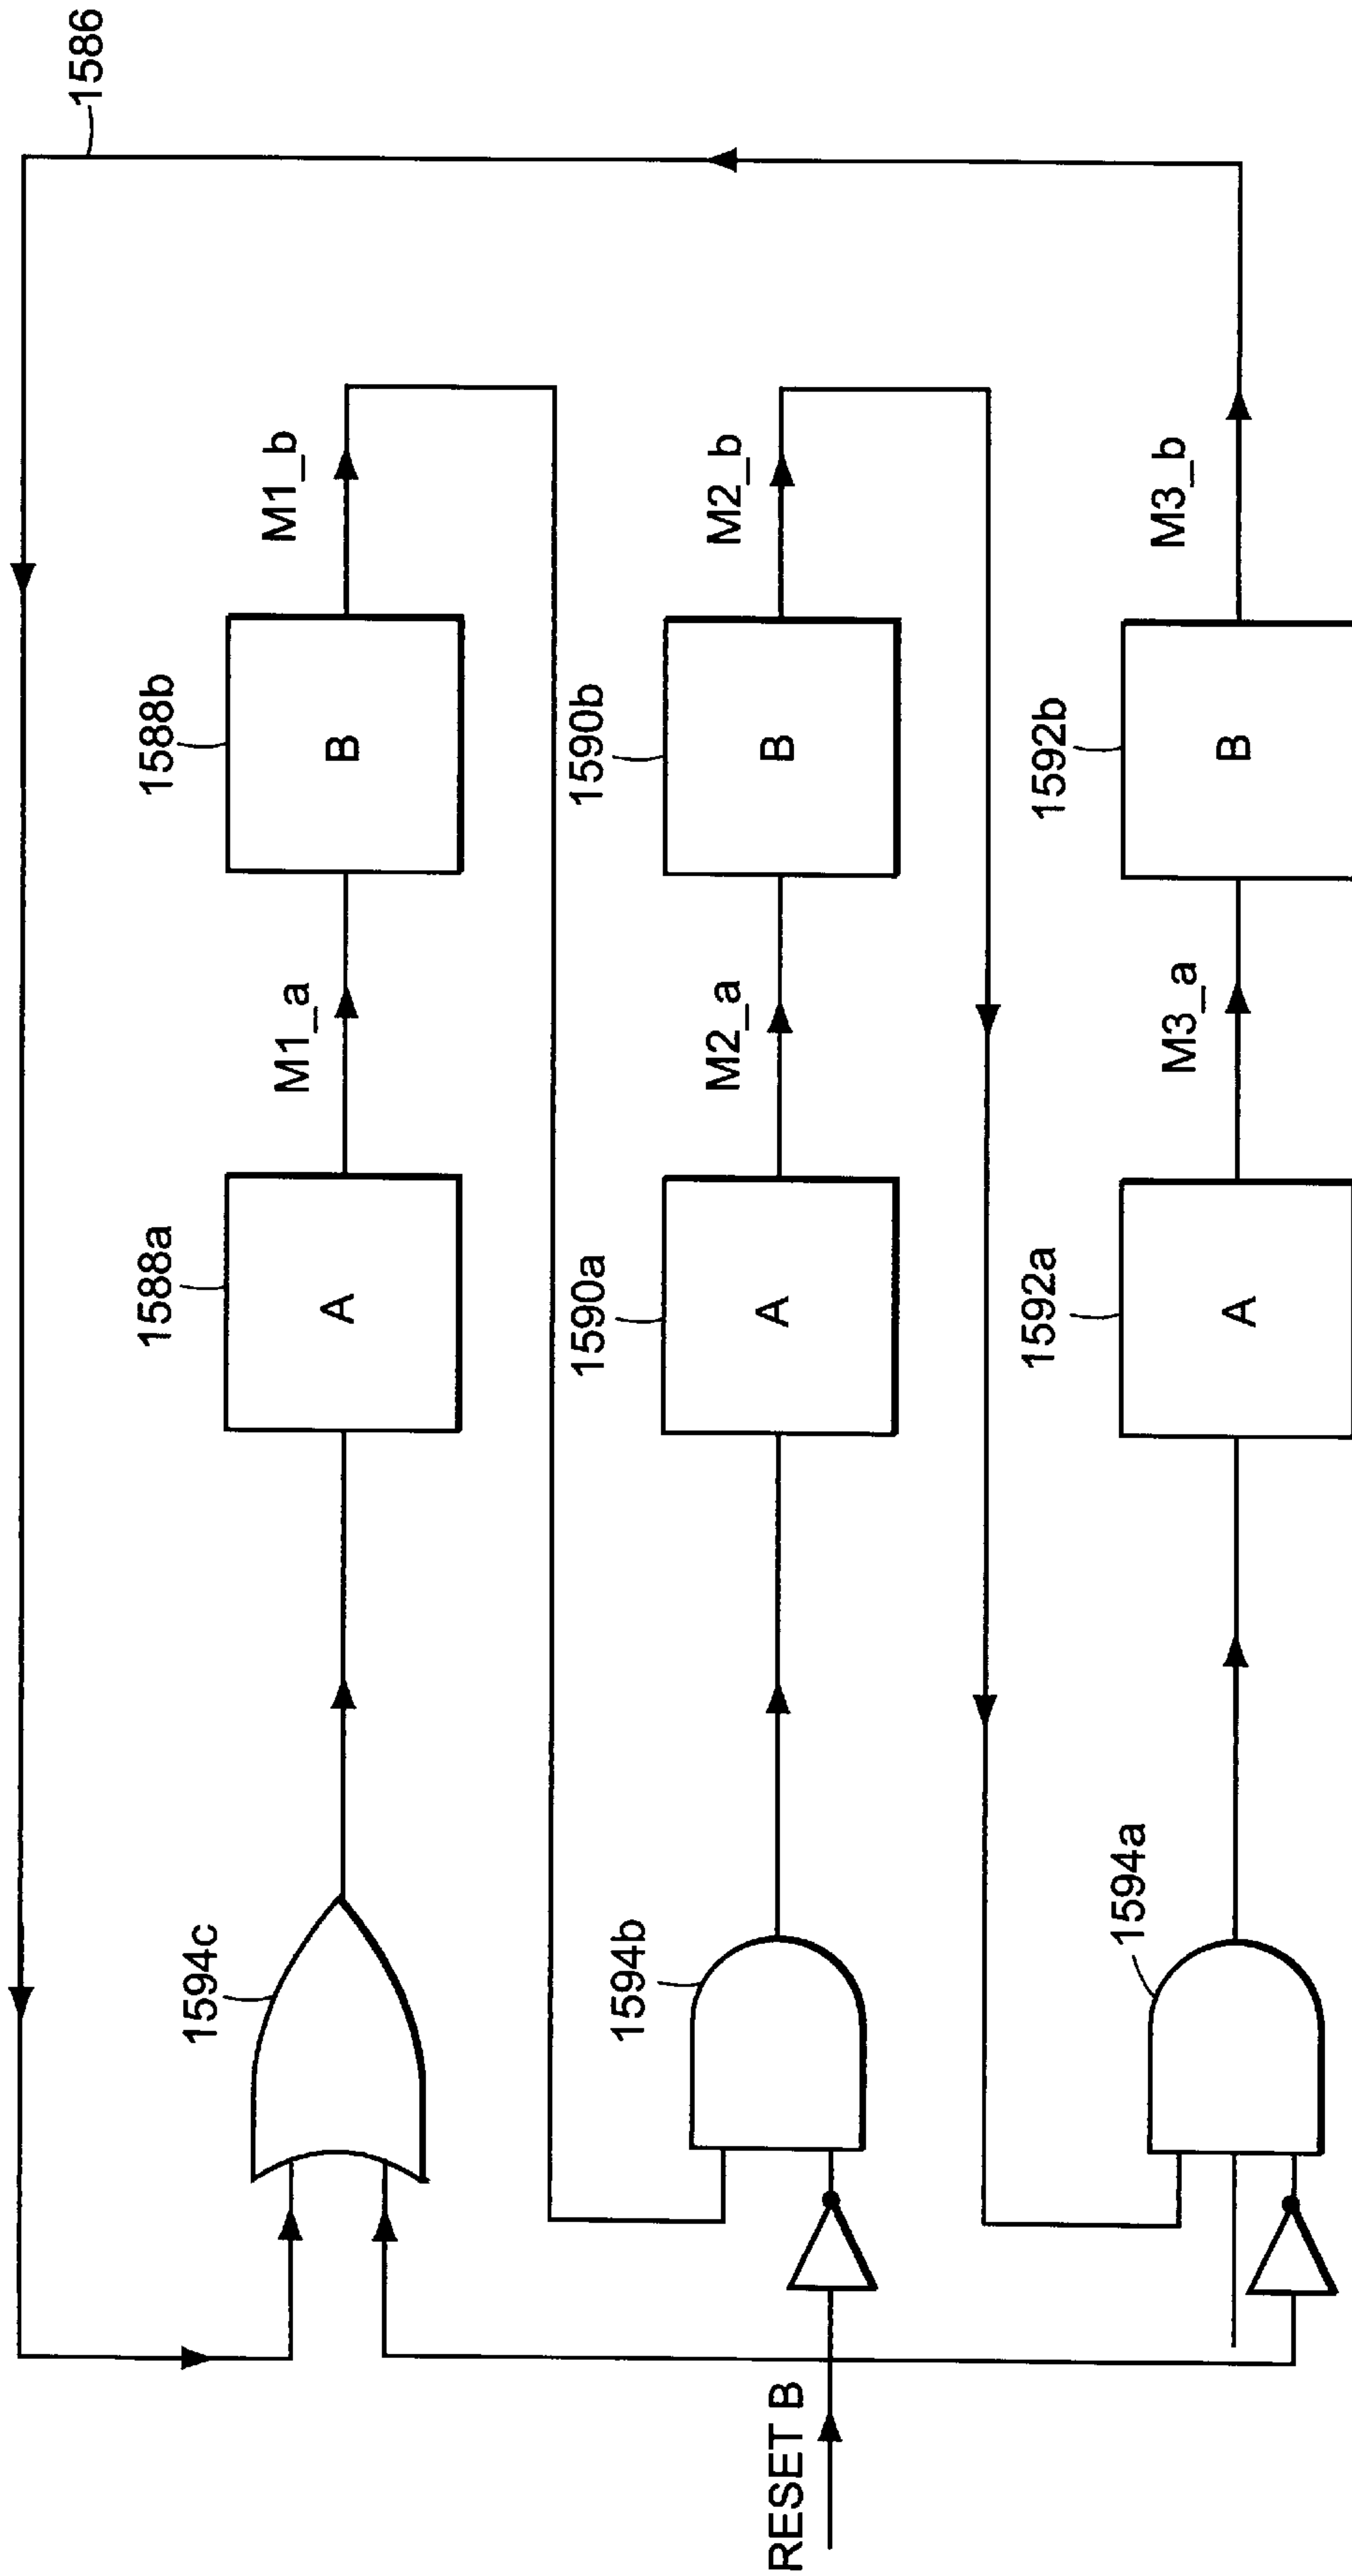 1586
1594c
1588a
A
M1_a
1588b
B
M1_b
RESET B
1594b
1590a
A
M2_a
1590b
B
M2_b
1594a
1592a
A
M3_a
1592b
B
M3_b